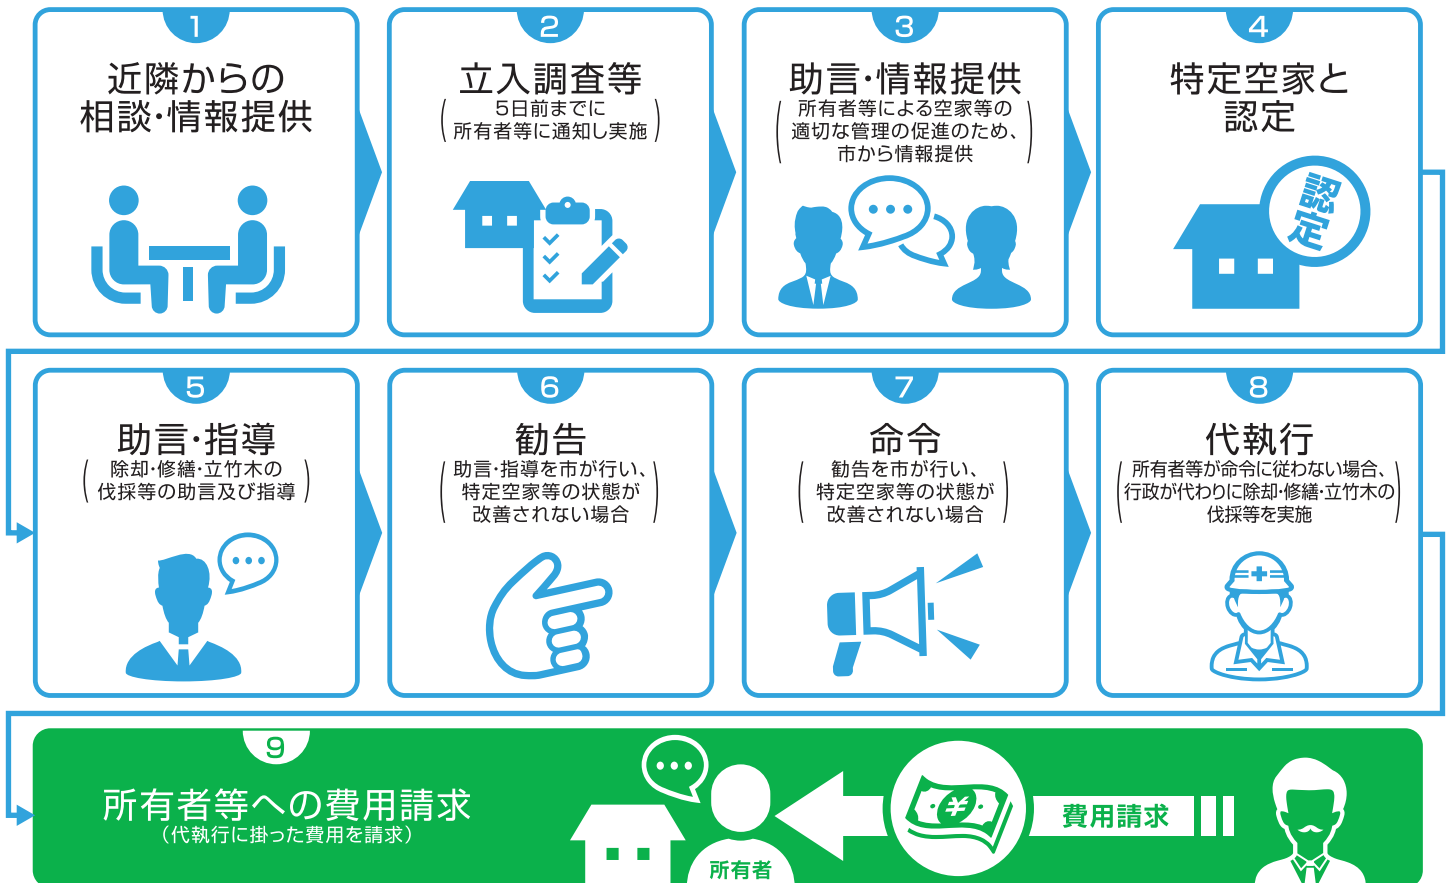 1
近隣からの
相談・情報提供
2
立入調査等
(5日前までに
所有者等に通知し実施)
3
助言・情報提供
(所有者等による空家等の
適切な管理の促進のため、
市から情報提供)
4
特定空家と
認定
認定
5
助言・指導
(除却・修繕・立竹木の
伐採等の助言及び指導)
6
勧告
(助言・指導を市が行い、
特定空家等の状態が
改善されない場合)
7
命令
(勧告を市が行い、
特定空家等の状態が
改善されない場合)
8
代執行
(所有者等が命令に従わない場合、
行政が代わりに除却・修繕・立竹木の
伐採等を実施)
9
所有者等への費用請求
(代執行に掛った費用を請求)
所有者
¥
費用請求